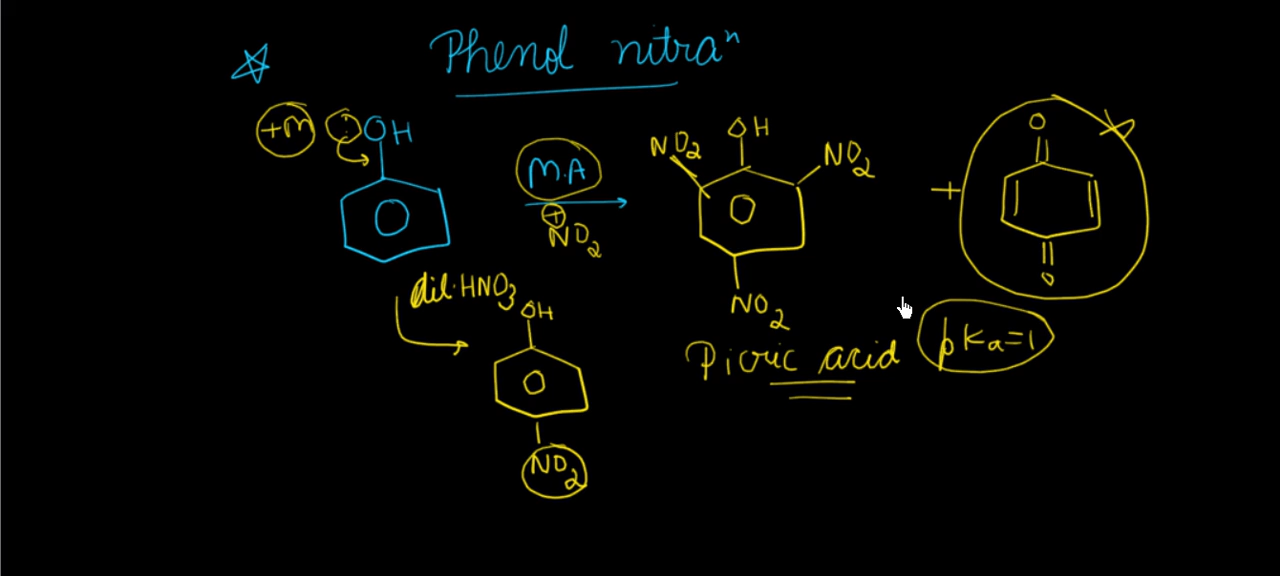 Phenol nitraⁿ
+M
OH
M.A
⊕
NO₂
OH
NO₂
NO₂
NO₂
+
O
O
dil. HNO₃
OH
NO₂
Picric acid
pKa=1